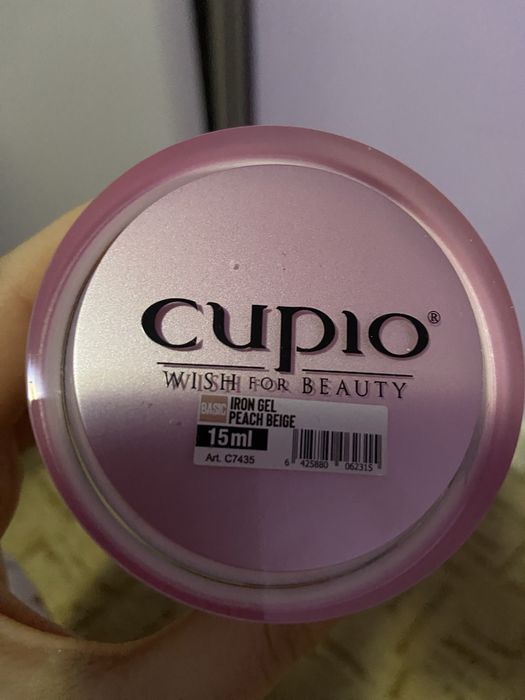 CUPIO®
WISH FOR BEAUTY
BASIC IRON GEL
PEACH BEIGE
15ml
Art. C7435
6 425880 062315